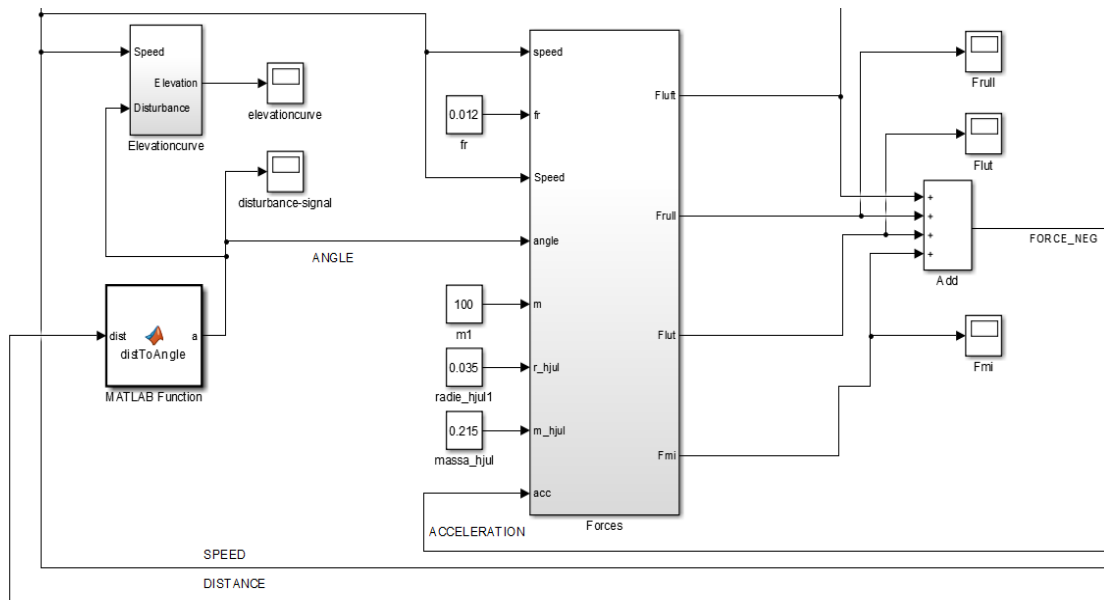 Speed
Elevation
Disturbance
Elevationcurve
elevationcurve
disturbance-signal
ANGLE
dist
a
distToAngle
MATLAB Function
0.012
fr
100
m1
0.035
radie_hjul1
0.215
massa_hjul
speed
fr
Speed
angle
m
r_hjul
m_hjul
acc
Fluft
Frull
Flut
Fmi
Forces
Frull
Flut
+
+
+
+
Add
FORCE_NEG
Fmi
ACCELERATION
SPEED
DISTANCE